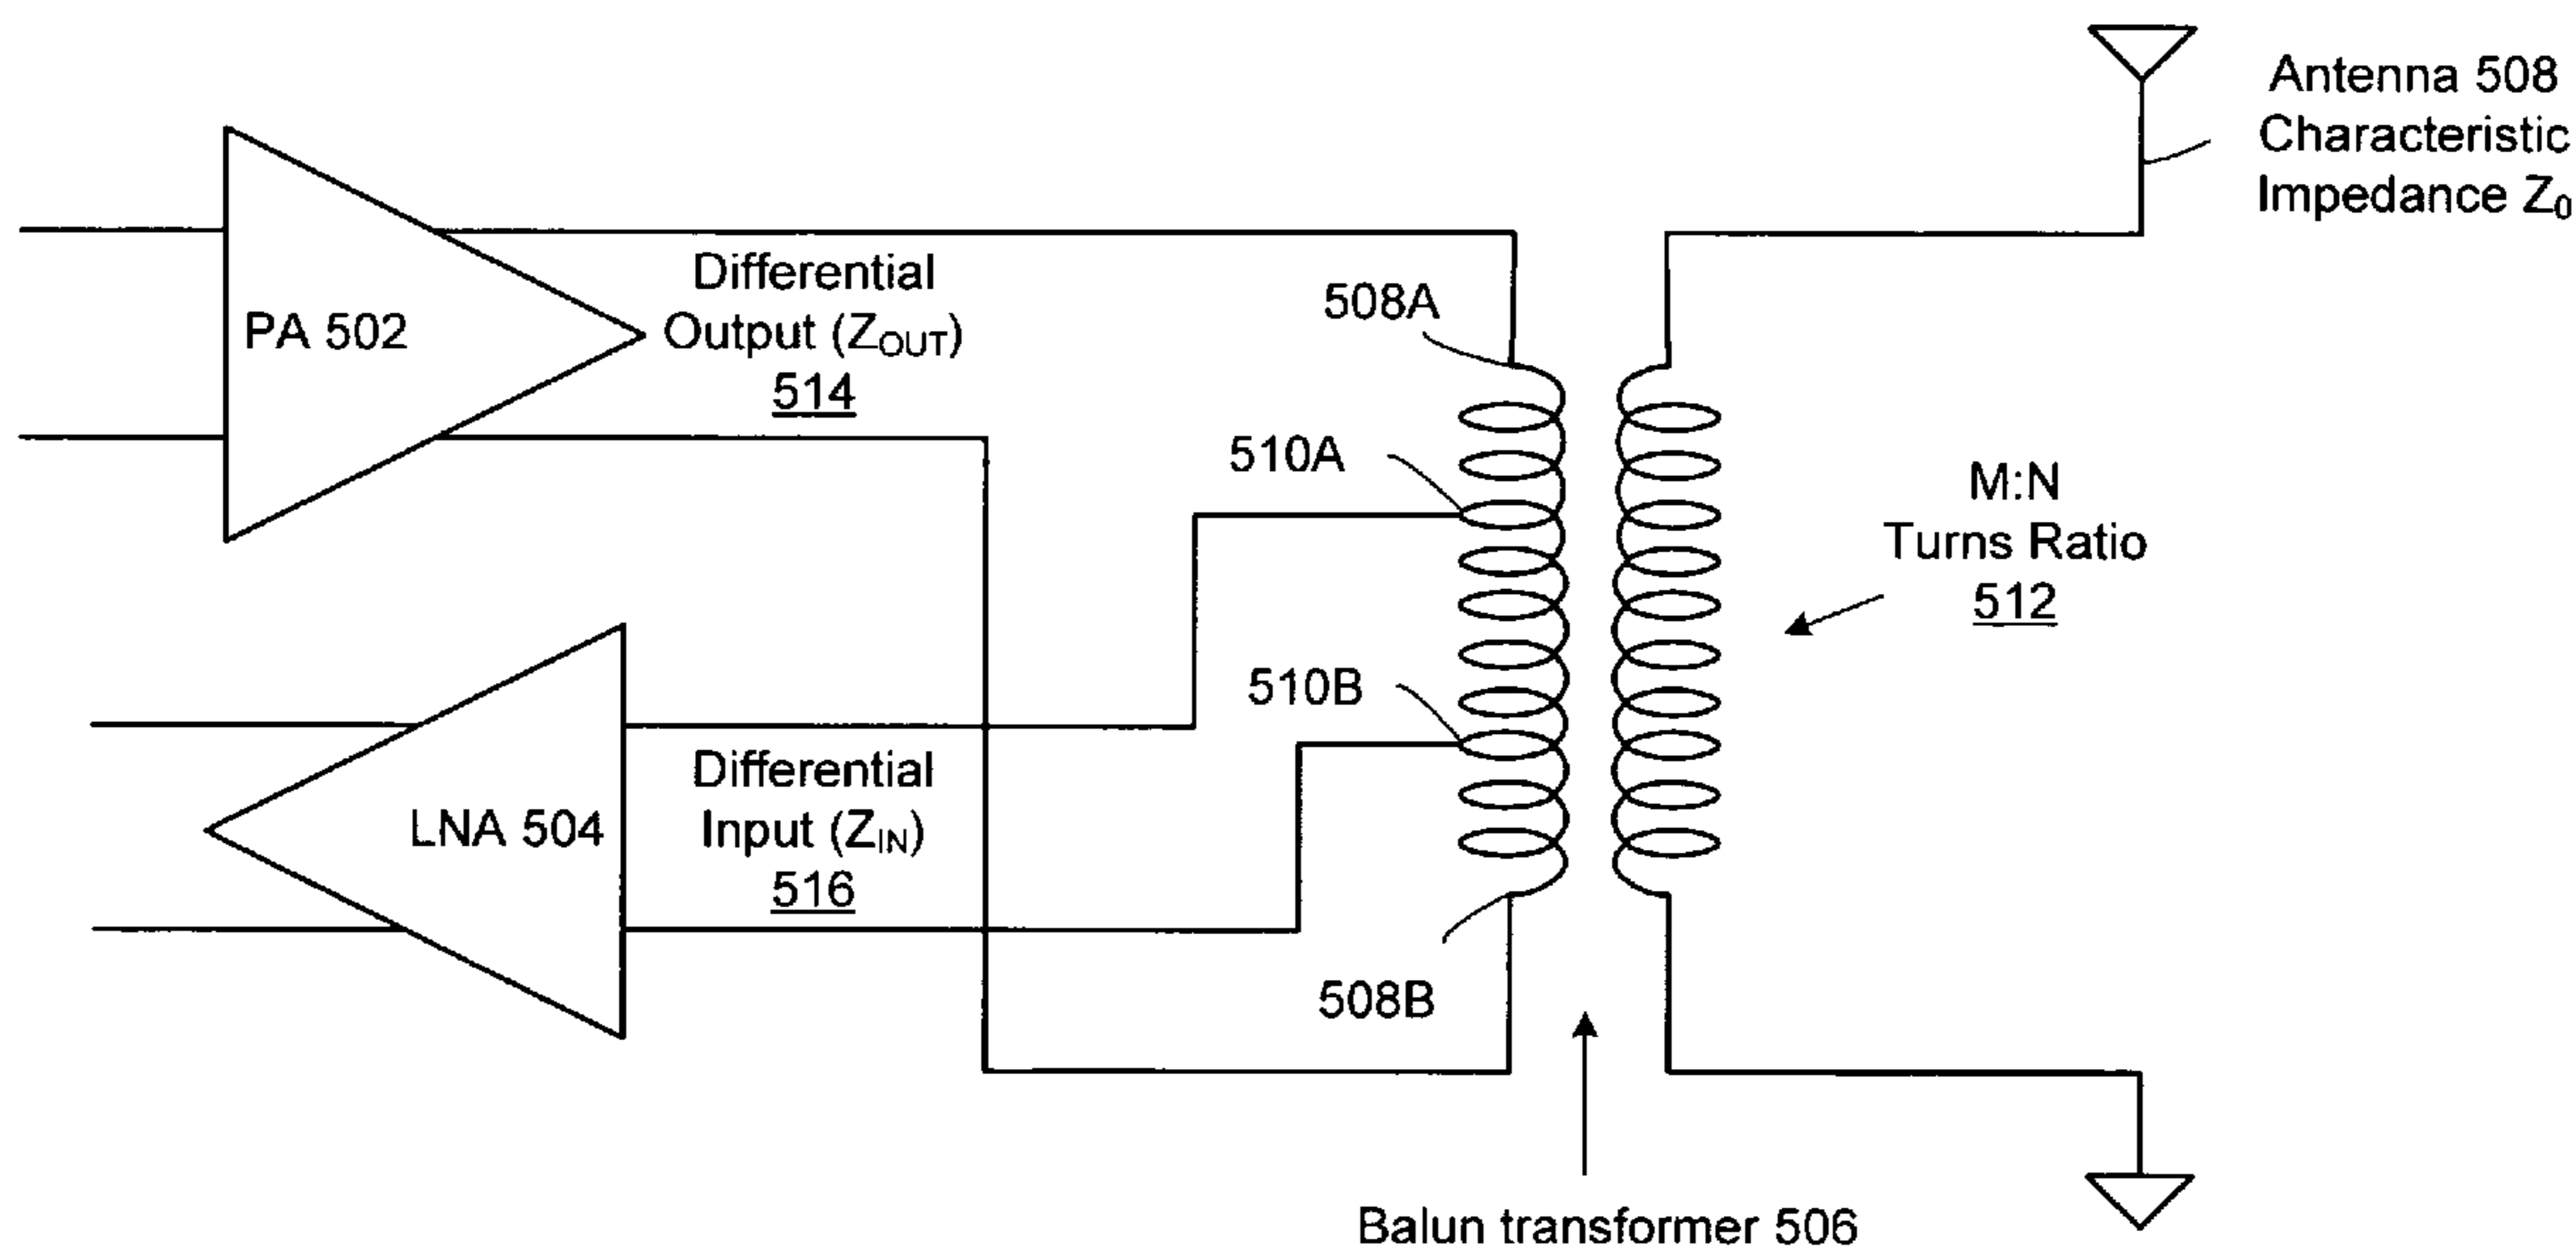 Antenna 508
Characteristic
Impedance Z0
PA 502
Differential
Output (ZOUT)
514
508A
510A
M:N
Turns Ratio
512
510B
LNA 504
Differential
Input (ZIN)
516
508B
Balun transformer 506